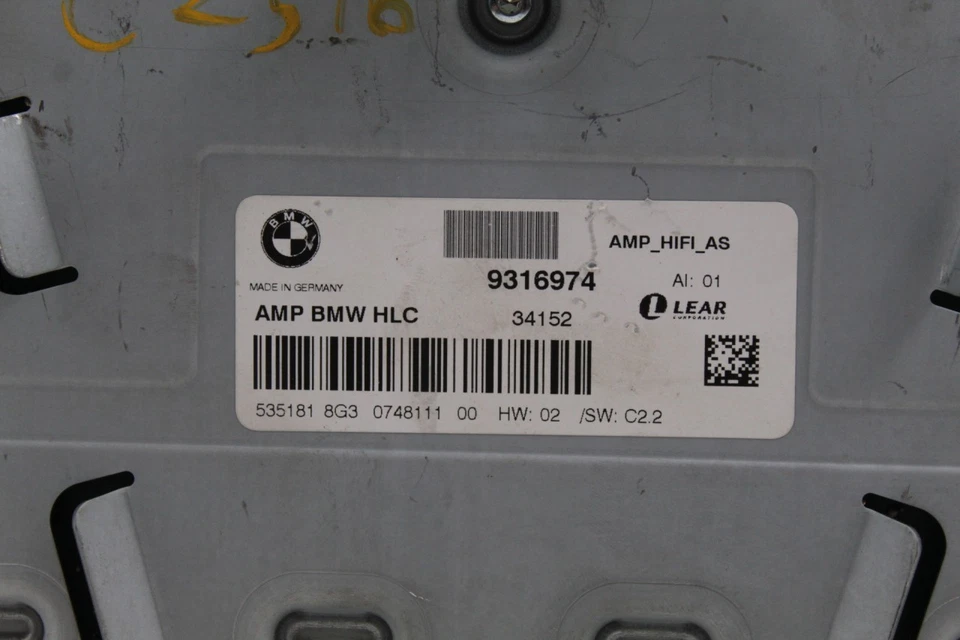 BMW
AMP_HIFI_AS
MADE IN GERMANY
9316974
AI: 01
AMP BMW HLC
34152
LEAR
CORPORATION
535181 8G3 0748111 00 HW: 02 /SW: C2.2